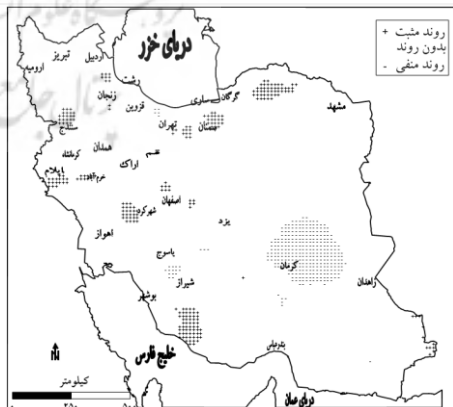 دریای خزر
روند مثبت +
بدون روند
روند منفی -
تبریز
اردبیل
ارومیه
رشت
زنجان
قزوین
ساری
گرگان
مشهد
تهران
سمنان
سنندج
همدان
کرمانشاه
قم
اراک
ایلام
خرم‌آباد
اصفهان
شهرکرد
یزد
اهواز
یاسوج
کرمان
زاهدان
شیراز
بوشهر
بندرعباس
خلیج فارس
دریای عمان
N
کیلومتر
۰ ۲۵۰